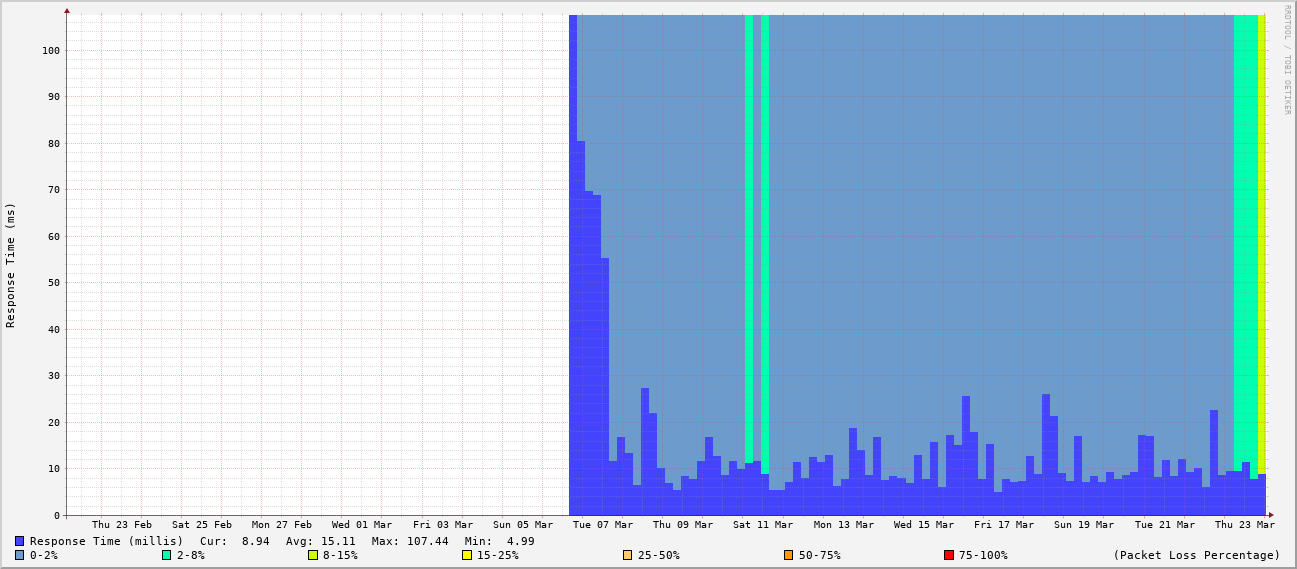 RRDTOOL / TOBI OETIKER
Response Time (ms)
100
90
80
70
60
50
40
30
20
10
0
Thu 23 Feb Sat 25 Feb Mon 27 Feb Wed 01 Mar Fri 03 Mar Sun 05 Mar Tue 07 Mar Thu 09 Mar Sat 11 Mar Mon 13 Mar Wed 15 Mar Fri 17 Mar Sun 19 Mar Tue 21 Mar Thu 23 Mar
Response Time (millis) Cur: 8.94 Avg: 15.11 Max: 107.44 Min: 4.99
0-2% 2-8% 8-15% 15-25% 25-50% 50-75% 75-100% (Packet Loss Percentage)